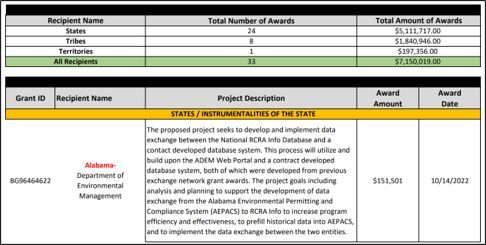 Recipient Name Total Number of Awards Total Amount of Awards
States 24 $5,111,717.00
Tribes 8 $1,840,946.00
Territories 1 $197,356.00
All Recipients 33 $7,150,019.00
Grant ID Recipient Name Project Description Award Amount Award Date
STATES / INSTRUMENTALITIES OF THE STATE
BG96464622
Alabama-
Department of
Environmental
Management
The proposed project seeks to develop and implement data
exchange between the National RCRA Info Database and a
contact developed database system. This process will utilize and
build upon the ADEM Web Portal and a contract developed
database system, both of which were developed from previous
exchange network grant awards. The project goals including
analysis and planning to support the development of data
exchange from the Alabama Environmental Permitting and
Compliance System (AEPACS) to RCRA Info to increase program
efficiency and effectiveness, to prefill historical data into AEPACS,
and to implement the data exchange between the two entities.
$151,501
10/14/2022